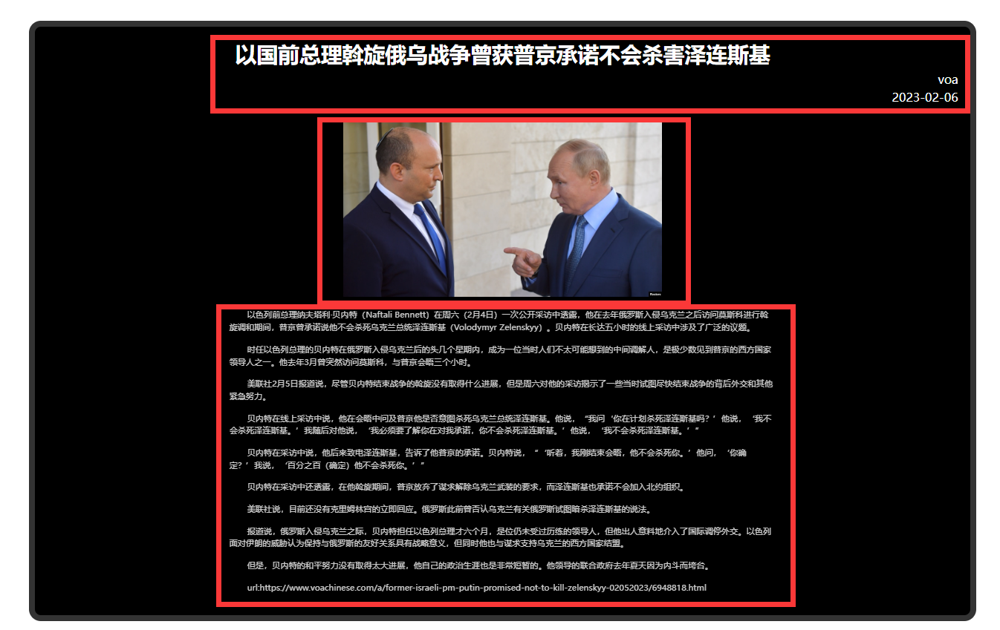 以国前总理斡旋俄乌战争曾获普京承诺不会杀害泽连斯基
voa
2023-02-06
Reuters
以色列前总理纳夫塔利·贝内特（Naftali Bennett）在周六（2月4日）一次公开采访中透露，他在去年俄罗斯入侵乌克兰之后访问莫斯科进行斡
旋调和期间，普京曾承诺说他不会杀死乌克兰总统泽连斯基（Volodymyr Zelenskyy）。贝内特在长达五小时的线上采访中涉及了广泛的议题。
时任以色列总理的贝内特在俄罗斯入侵乌克兰后的头几个星期内，成为一位当时人们不太可能想到的中间调解人，是极少数见到普京的西方国家
领导人之一。他去年3月曾突然访问莫斯科，与普京会晤三个小时。
美联社2月5日报道说，尽管贝内特结束战争的斡旋没有取得什么进展，但是周六对他的采访揭示了一些当时试图尽快结束战争的背后外交和其他
紧急努力。
贝内特在线上采访中说，他在会晤中问及普京他是否意图杀死乌克兰总统泽连斯基。他说，“我问‘你在计划杀死泽连斯基吗？’他说，‘我不
会杀死泽连斯基。’我随后对他说，‘我必须要了解你在对我承诺，你不会杀死泽连斯基。’他说，‘我不会杀死泽连斯基。’”
贝内特在采访中说，他后来致电泽连斯基，告诉了他普京的承诺。贝内特说，“‘听着，我刚结束会晤，他不会杀死你。’他问，‘你确
定？’我说，‘百分之百（确定）他不会杀死你。’”
贝内特在采访中还透露，在他斡旋期间，普京放弃了谋求解除乌克兰武装的要求，而泽连斯基也承诺不会加入北约组织。
美联社说，目前还没有克里姆林宫的立即回应。俄罗斯此前曾否认乌克兰有关俄罗斯试图暗杀泽连斯基的说法。
报道说，俄罗斯入侵乌克兰之际，贝内特担任以色列总理才六个月，是位仍未受过历练的领导人，但他出人意料地介入了国际调停外交。以色列
面对伊朗的威胁认为保持与俄罗斯的友好关系具有战略意义，但同时他也与谋求支持乌克兰的西方国家结盟。
但是，贝内特的和平努力没有取得太大进展，他自己的政治生涯也是非常短暂的。他领导的联合政府去年夏天因为内斗而垮台。
url:https://www.voachinese.com/a/former-israeli-pm-putin-promised-not-to-kill-zelenskyy-02052023/6948818.html